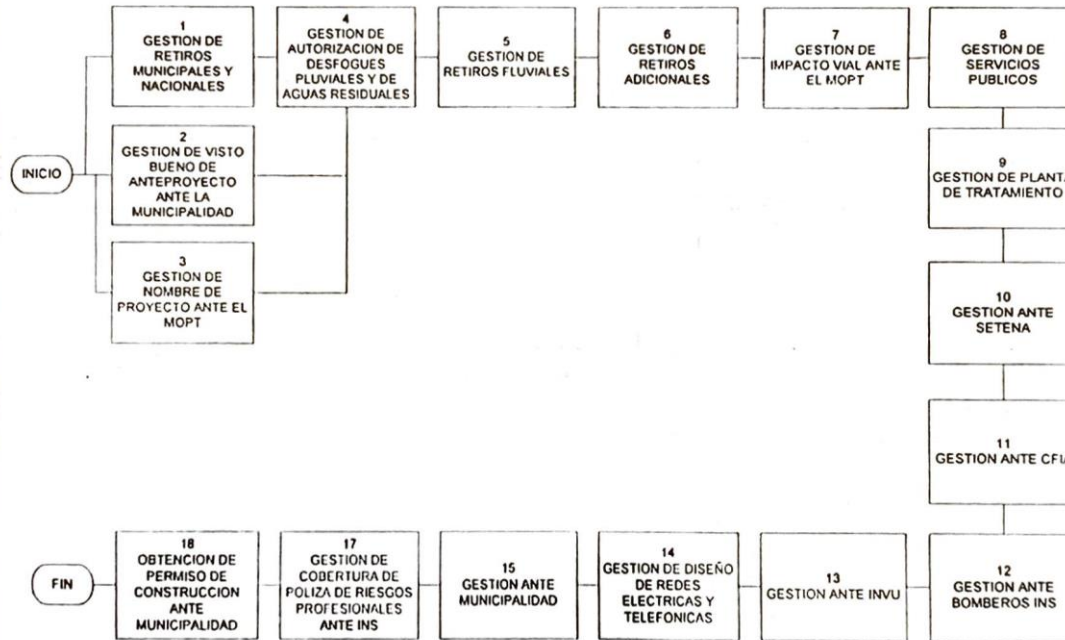 1
GESTION DE
RETIROS
MUNICIPALES Y
NACIONALES
4
GESTION DE
AUTORIZACION DE
DESFOGUES
PLUVIALES Y DE
AGUAS RESIDUALES
5
GESTION DE
RETIROS FLUVIALES
6
GESTION DE
RETIROS
ADICIONALES
7
GESTION DE
IMPACTO VIAL ANTE
EL MOPT
8
GESTION DE
SERVICIOS
PUBLICOS
INICIO
2
GESTION DE VISTO
BUENO DE
ANTEPROYECTO
ANTE LA
MUNICIPALIDAD
9
GESTION DE PLANTA
DE TRATAMIENTO
3
GESTION DE
NOMBRE DE
PROYECTO ANTE EL
MOPT
10
GESTION ANTE
SETENA
11
GESTION ANTE CFIA
12
GESTION ANTE
BOMBEROS INS
13
GESTION ANTE INVU
14
GESTION DE DISEÑO
DE REDES
ELECTRICAS Y
TELEFONICAS
15
GESTION ANTE
MUNICIPALIDAD
17
GESTION DE
COBERTURA DE
POLIZA DE RIESGOS
PROFESIONALES
ANTE INS
18
OBTENCION DE
PERMISO DE
CONSTRUCCION
ANTE
MUNICIPALIDAD
FIN